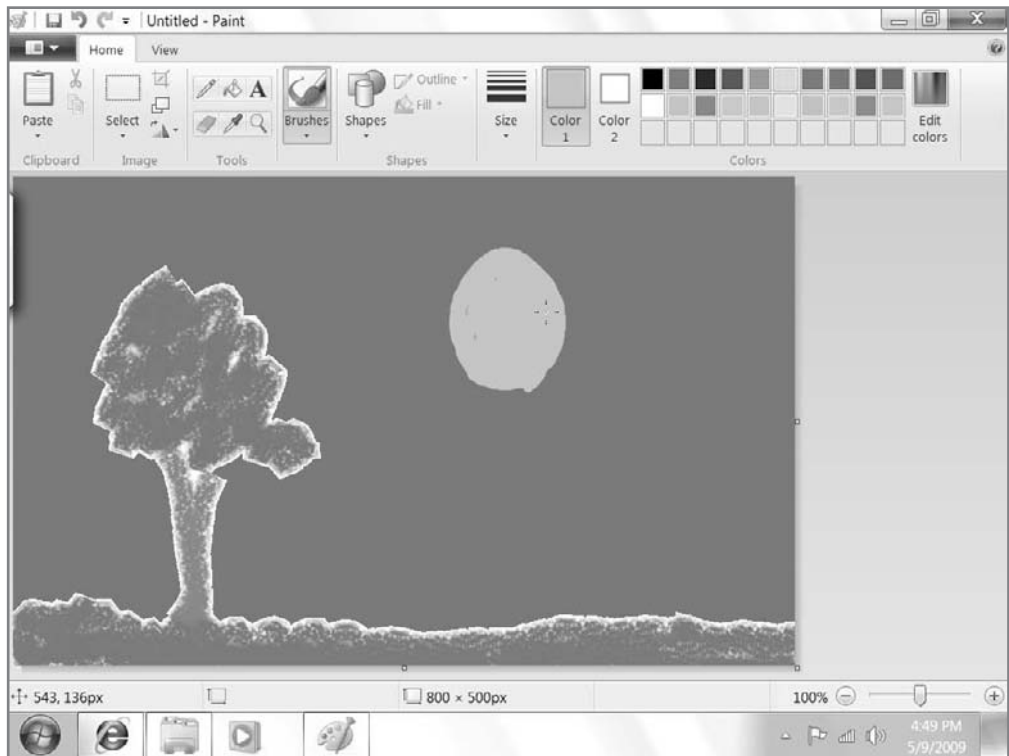 Untitled - Paint
Home View
Paste
Select
A
Brushes
Shapes
Outline
Fill
Size
Color 1
Color 2
Edit colors
Clipboard Image Tools Shapes Colors
543, 136px 800 × 500px 100%
4:49 PM
5/9/2009